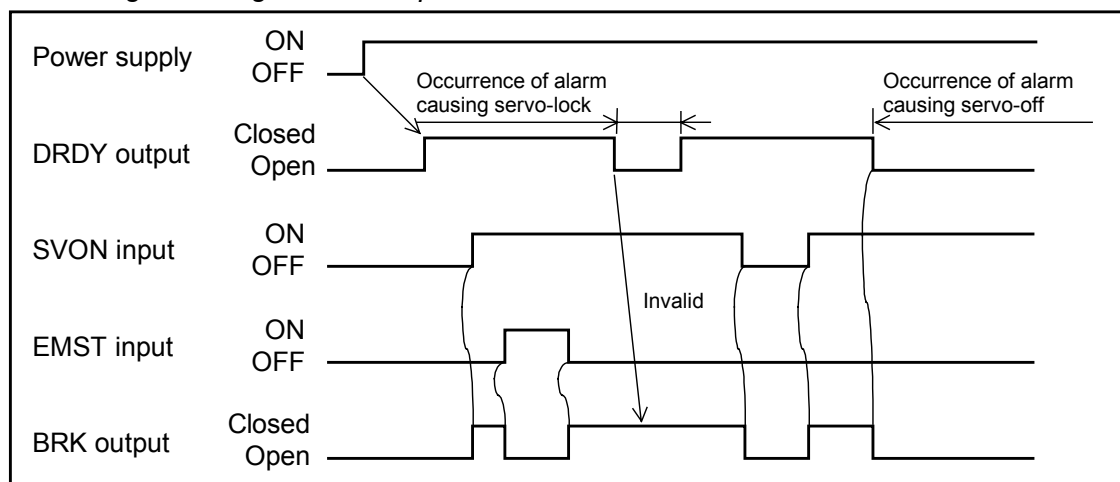 Power supply
ON
OFF
Occurrence of alarm
causing servo-lock
Occurrence of alarm
causing servo-off
DRDY output
Closed
Open
SVON input
ON
OFF
Invalid
EMST input
ON
OFF
BRK output
Closed
Open